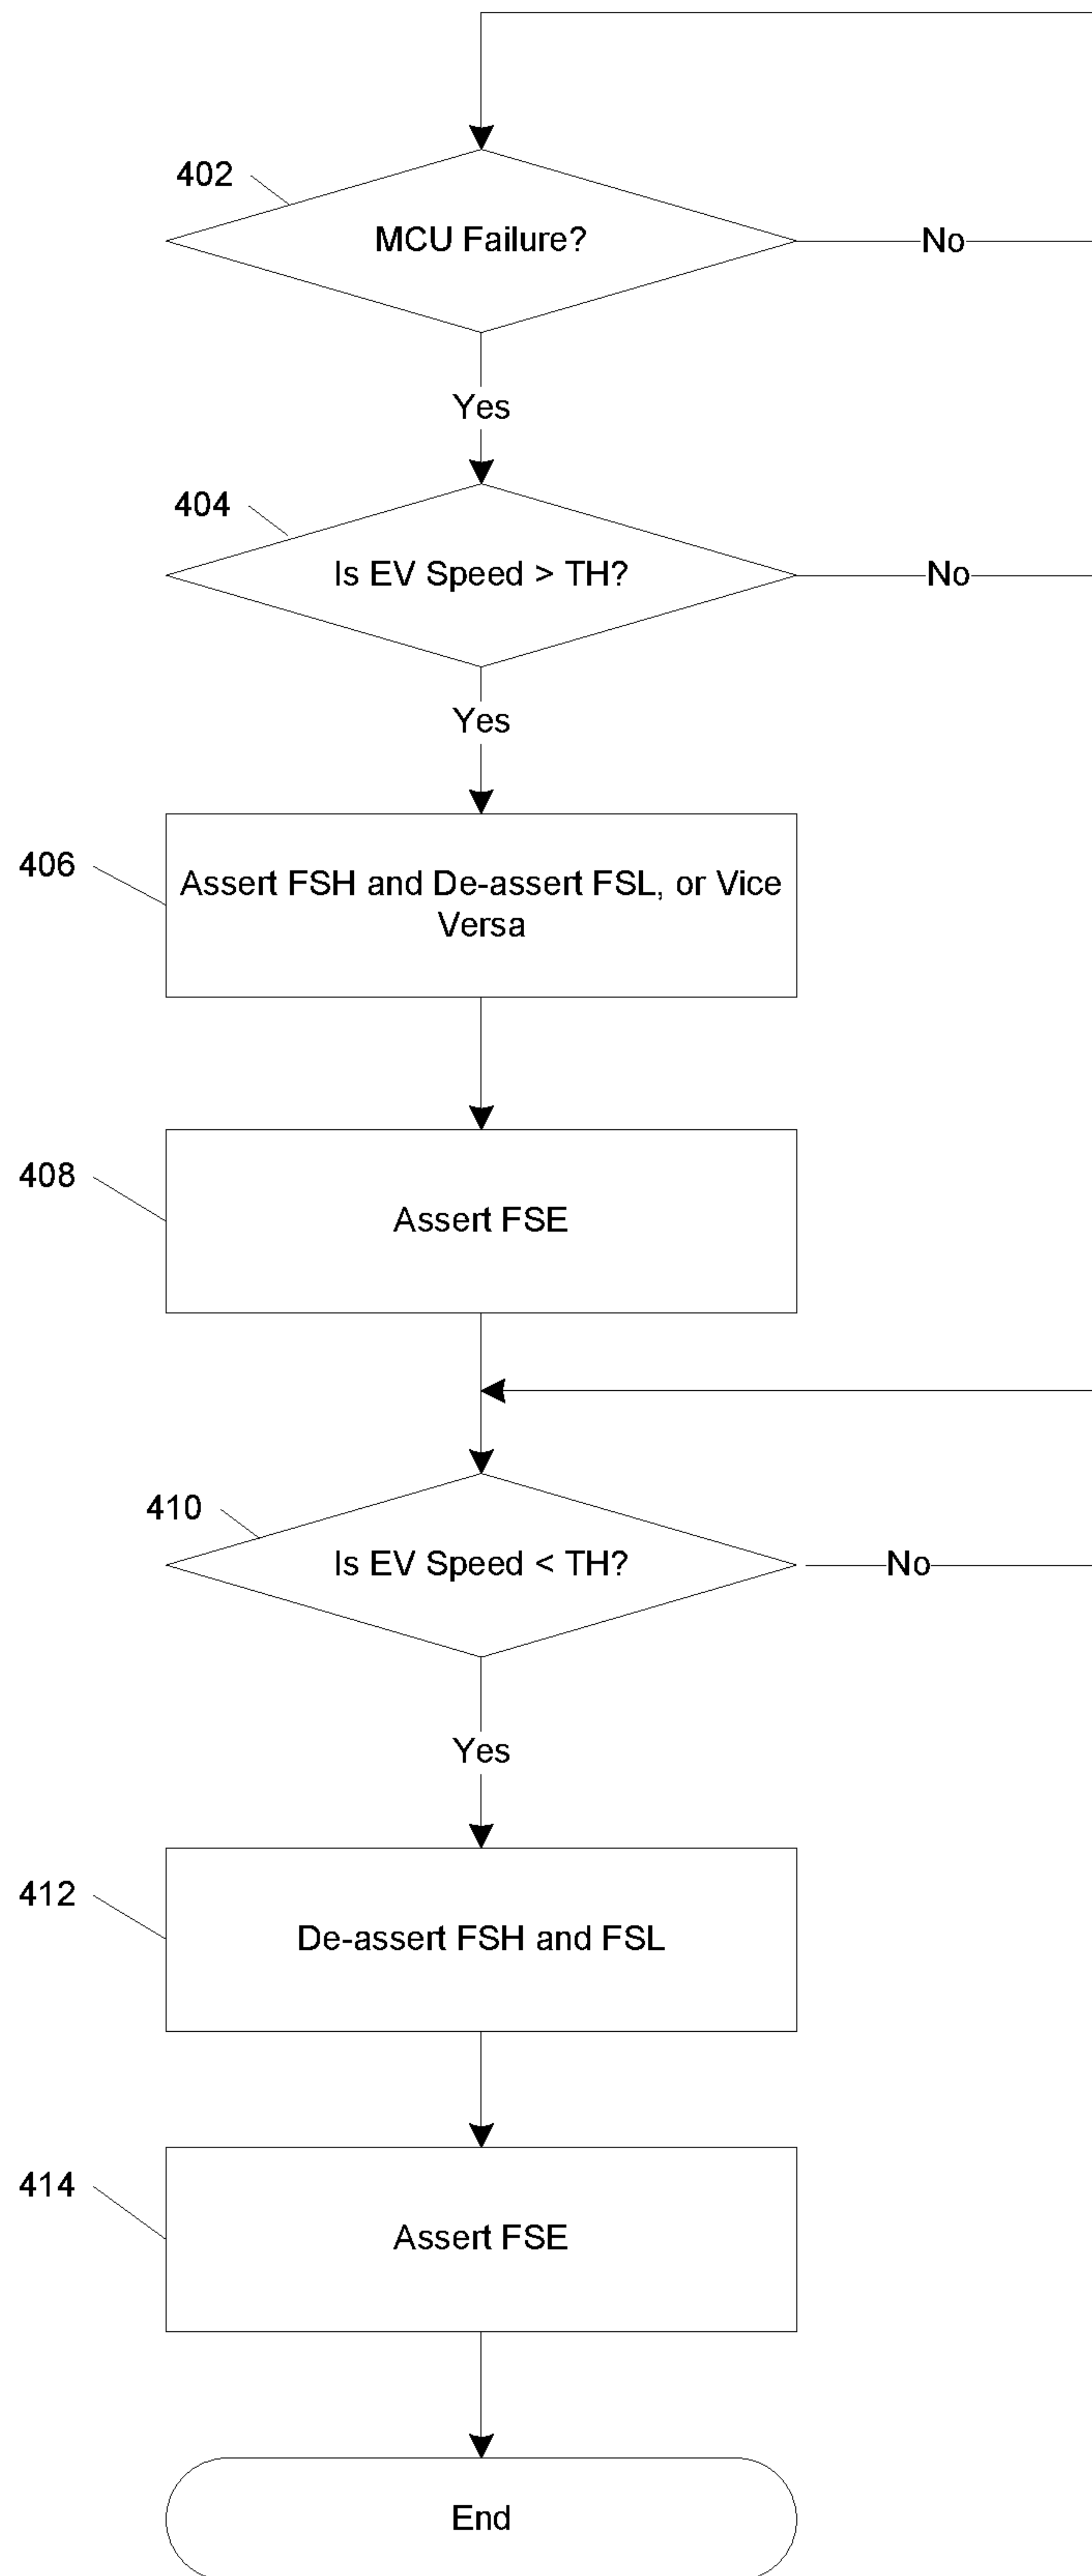 402
MCU Failure?
No
Yes
404
Is EV Speed > TH?
No
Yes
406
Assert FSH and De-assert FSL, or Vice
Versa
408
Assert FSE
410
Is EV Speed < TH?
No
Yes
412
De-assert FSH and FSL
414
Assert FSE
End